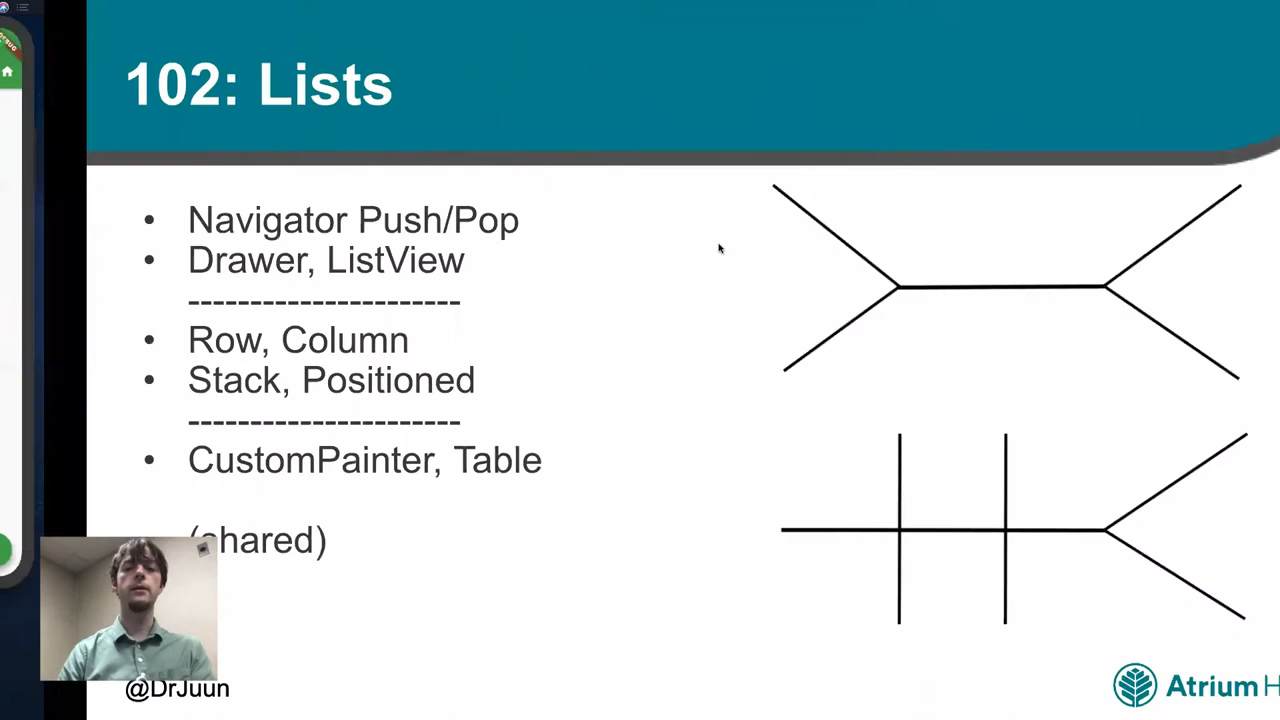 102: Lists
• Navigator Push/Pop
• Drawer, ListView
----------------------
• Row, Column
• Stack, Positioned
----------------------
• CustomPainter, Table
(shared)
@DrJuun
Atrium H